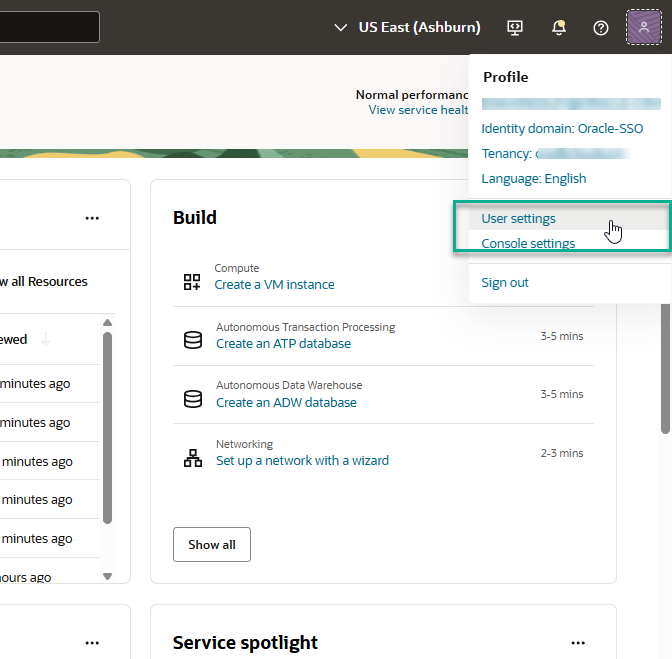 US East (Ashburn)
Normal performanc
View service healt
Profile
Identity domain: Oracle-SSO
Tenancy:
Language: English
User settings
Console settings
Sign out
w all Resources
ewed
minutes ago
minutes ago
minutes ago
minutes ago
minutes ago
ours ago
Build
Compute
Create a VM instance
Autonomous Transaction Processing
Create an ATP database
3-5 mins
Autonomous Data Warehouse
Create an ADW database
3-5 mins
Networking
Set up a network with a wizard
2-3 mins
Show all
Service spotlight